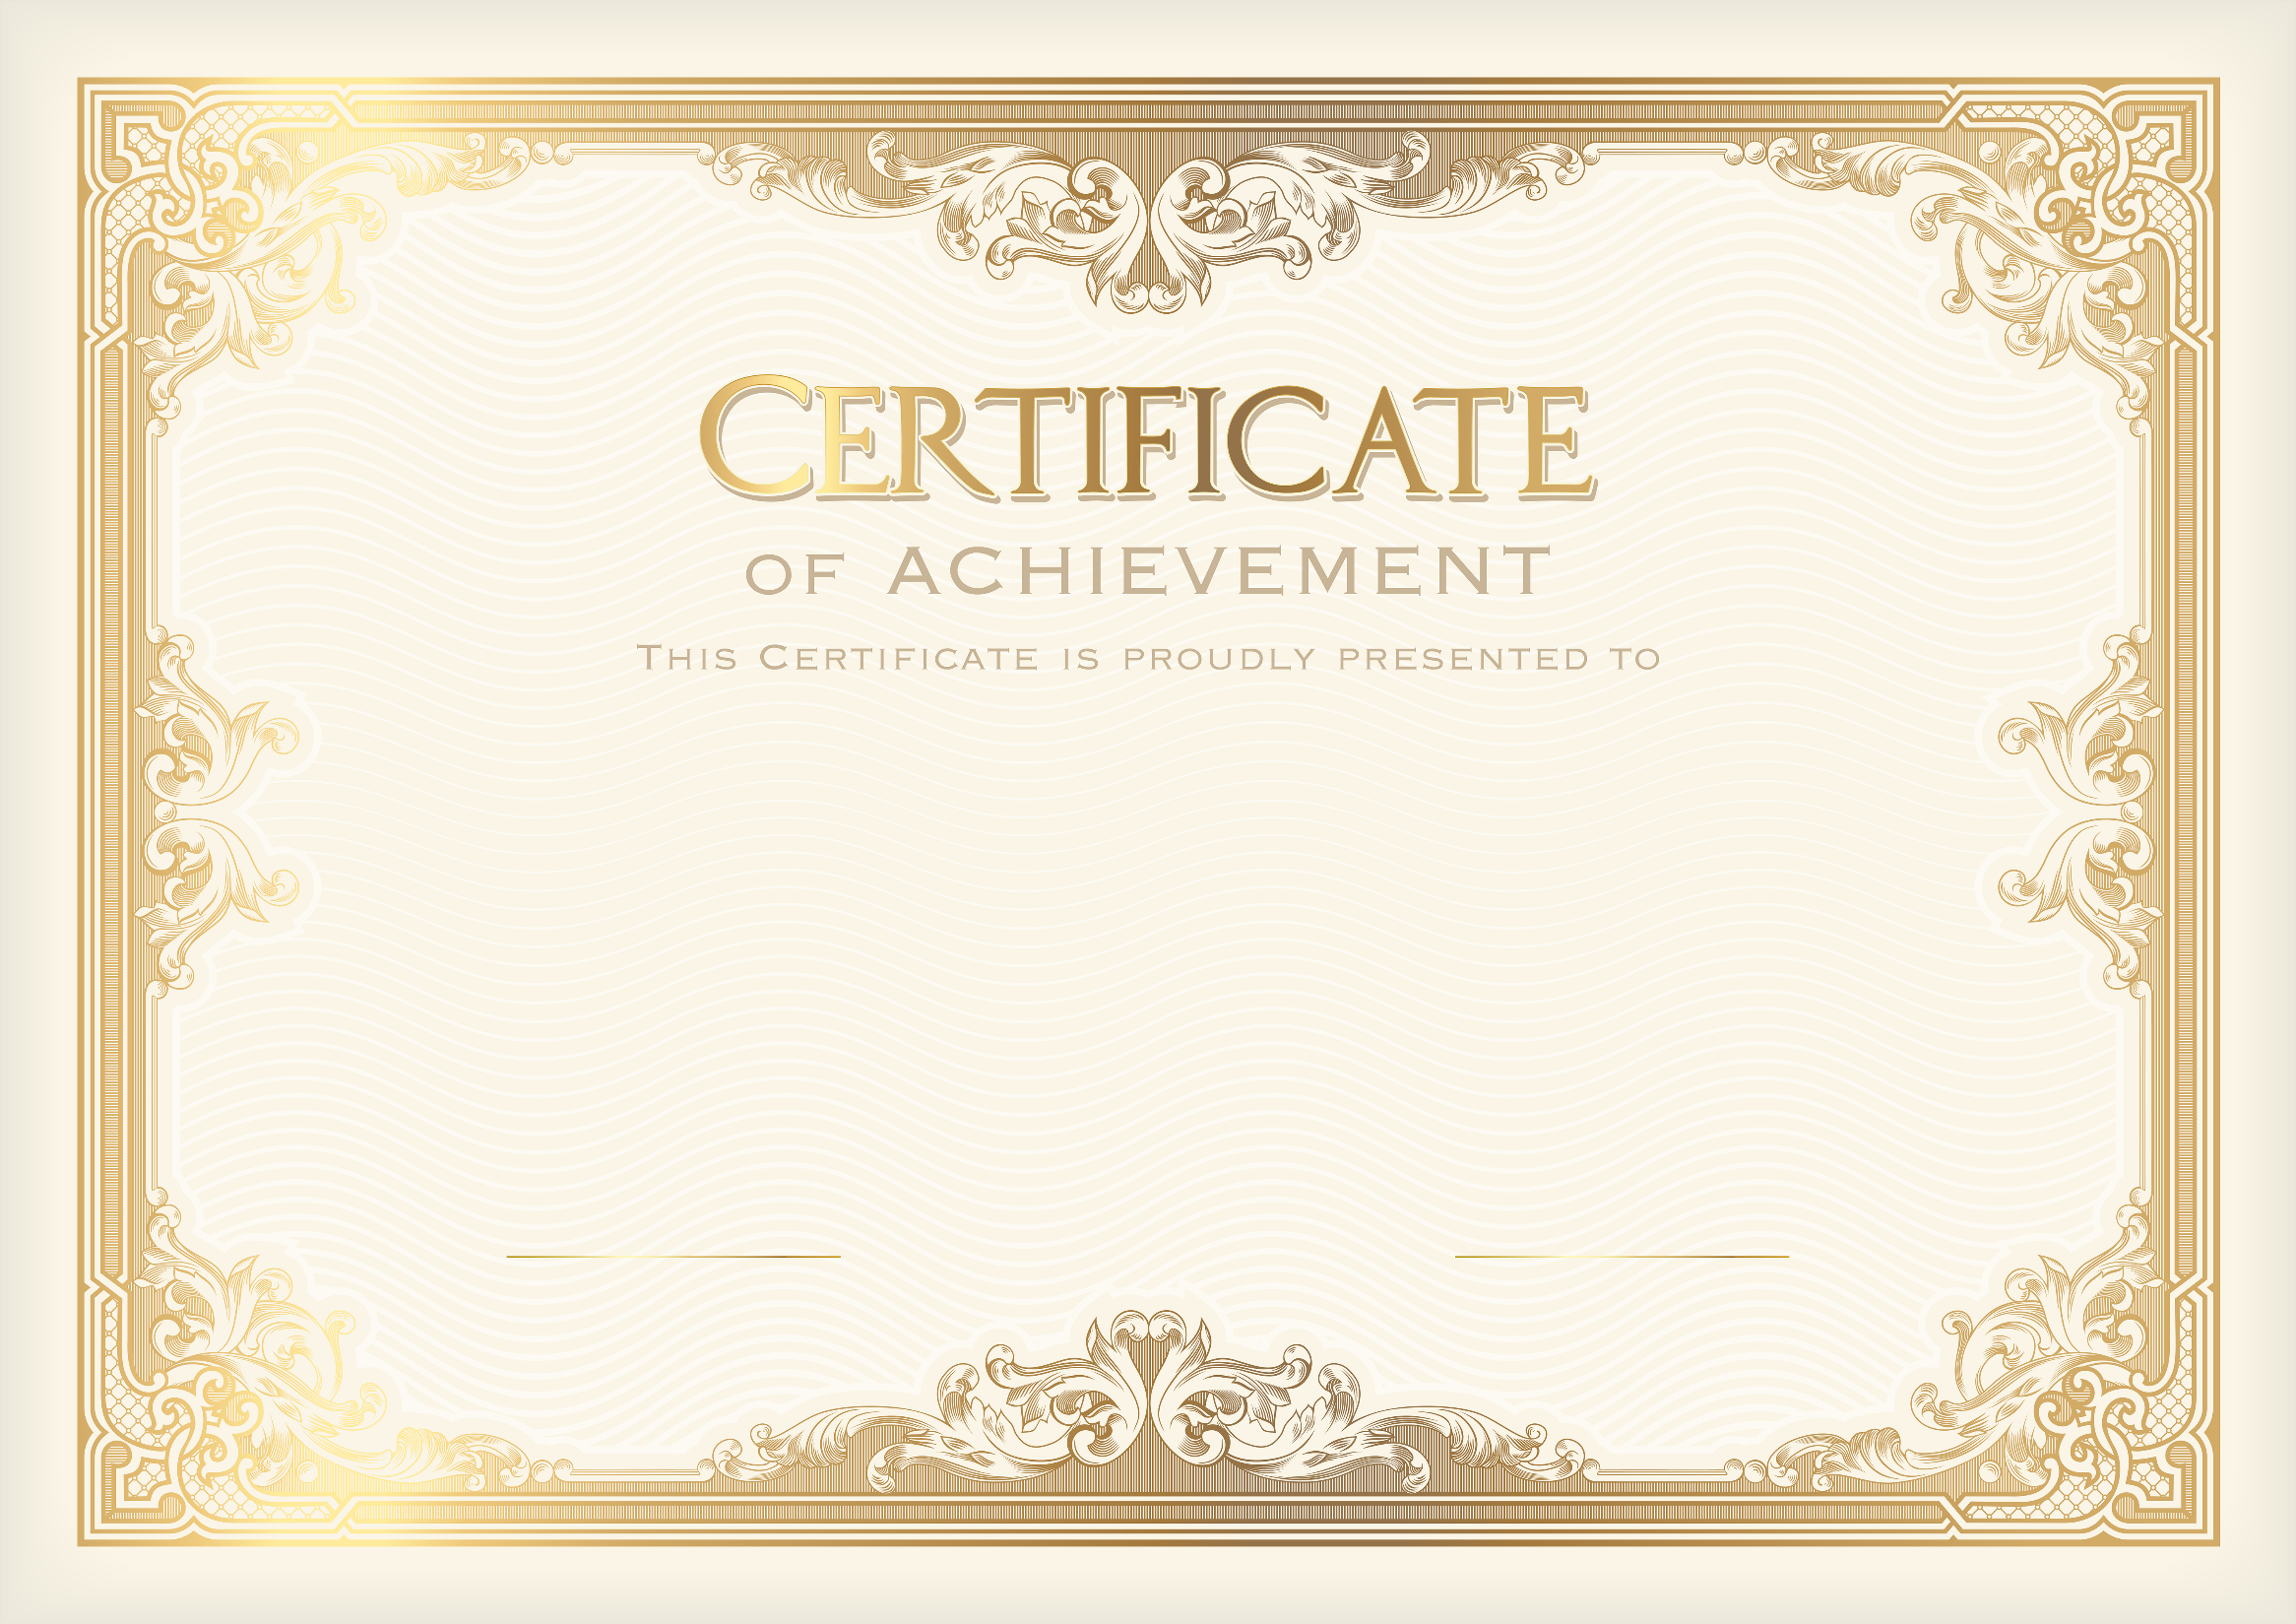 CERTIFICATE
OF ACHIEVEMENT
THIS CERTIFICATE IS PROUDLY PRESENTED TO